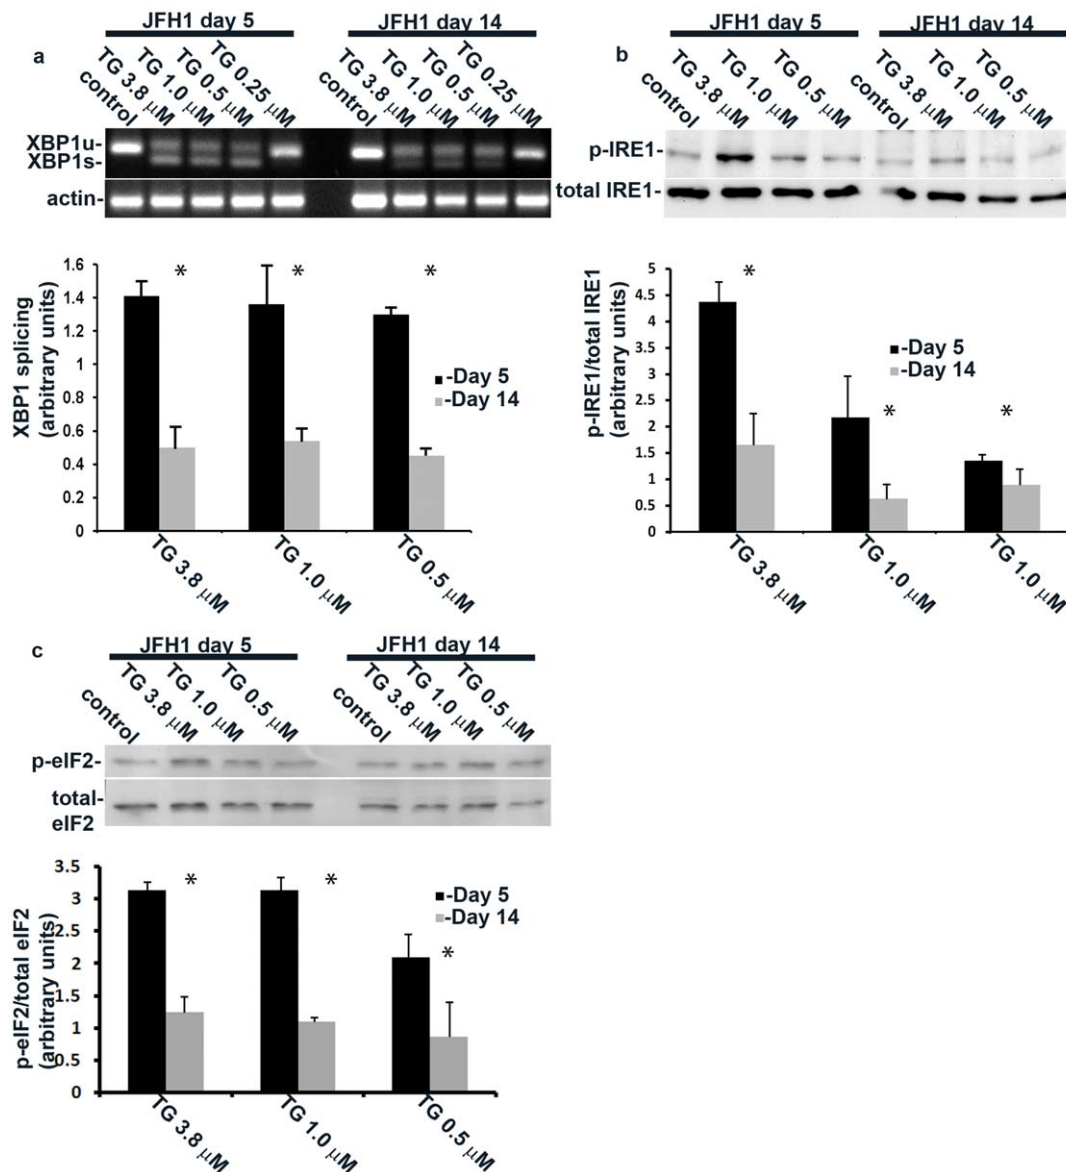 a
JFH1 day 5
JFH1 day 14
control
TG 3.8 µM
TG 1.0 µM
TG 0.5 µM
TG 0.25 µM
control
TG 3.8 µM
TG 1.0 µM
TG 0.5 µM
TG 0.25 µM
XBP1u-
XBP1s-
actin-
XBP1 splicing
(arbitrary units)
1.6
1.4
1.2
1
0.8
0.6
0.4
0.2
0
*
*
*
-Day 5
-Day 14
TG 3.8 µM
TG 1.0 µM
TG 0.5 µM
b
JFH1 day 5
JFH1 day 14
control
TG 3.8 µM
TG 1.0 µM
TG 0.5 µM
control
TG 3.8 µM
TG 1.0 µM
TG 0.5 µM
p-IRE1-
total IRE1-
p-IRE1/total IRE1
(arbitrary units)
5
4.5
4
3.5
3
2.5
2
1.5
1
0.5
0
*
*
*
-Day 5
-Day 14
TG 3.8 µM
TG 1.0 µM
TG 1.0 µM
c
JFH1 day 5
JFH1 day 14
control
TG 3.8 µM
TG 1.0 µM
TG 0.5 µM
control
TG 3.8 µM
TG 1.0 µM
TG 0.5 µM
p-eIF2-
total-
eIF2
p-eIF2/total eIF2
(arbitrary units)
3.5
3
2.5
2
1.5
1
0.5
0
*
*
*
-Day 5
-Day 14
TG 3.8 µM
TG 1.0 µM
TG 0.5 µM